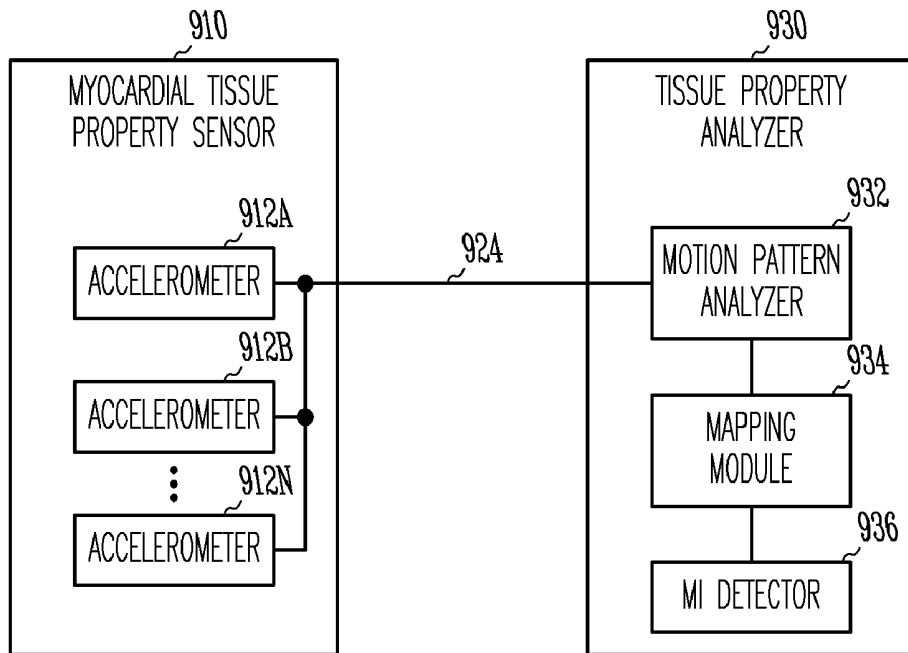 910
MYOCARDIAL TISSUE
PROPERTY SENSOR
912A
ACCELEROMETER
912B
ACCELEROMETER
912N
ACCELEROMETER
924
930
TISSUE PROPERTY
ANALYZER
932
MOTION PATTERN
ANALYZER
934
MAPPING
MODULE
936
MI DETECTOR